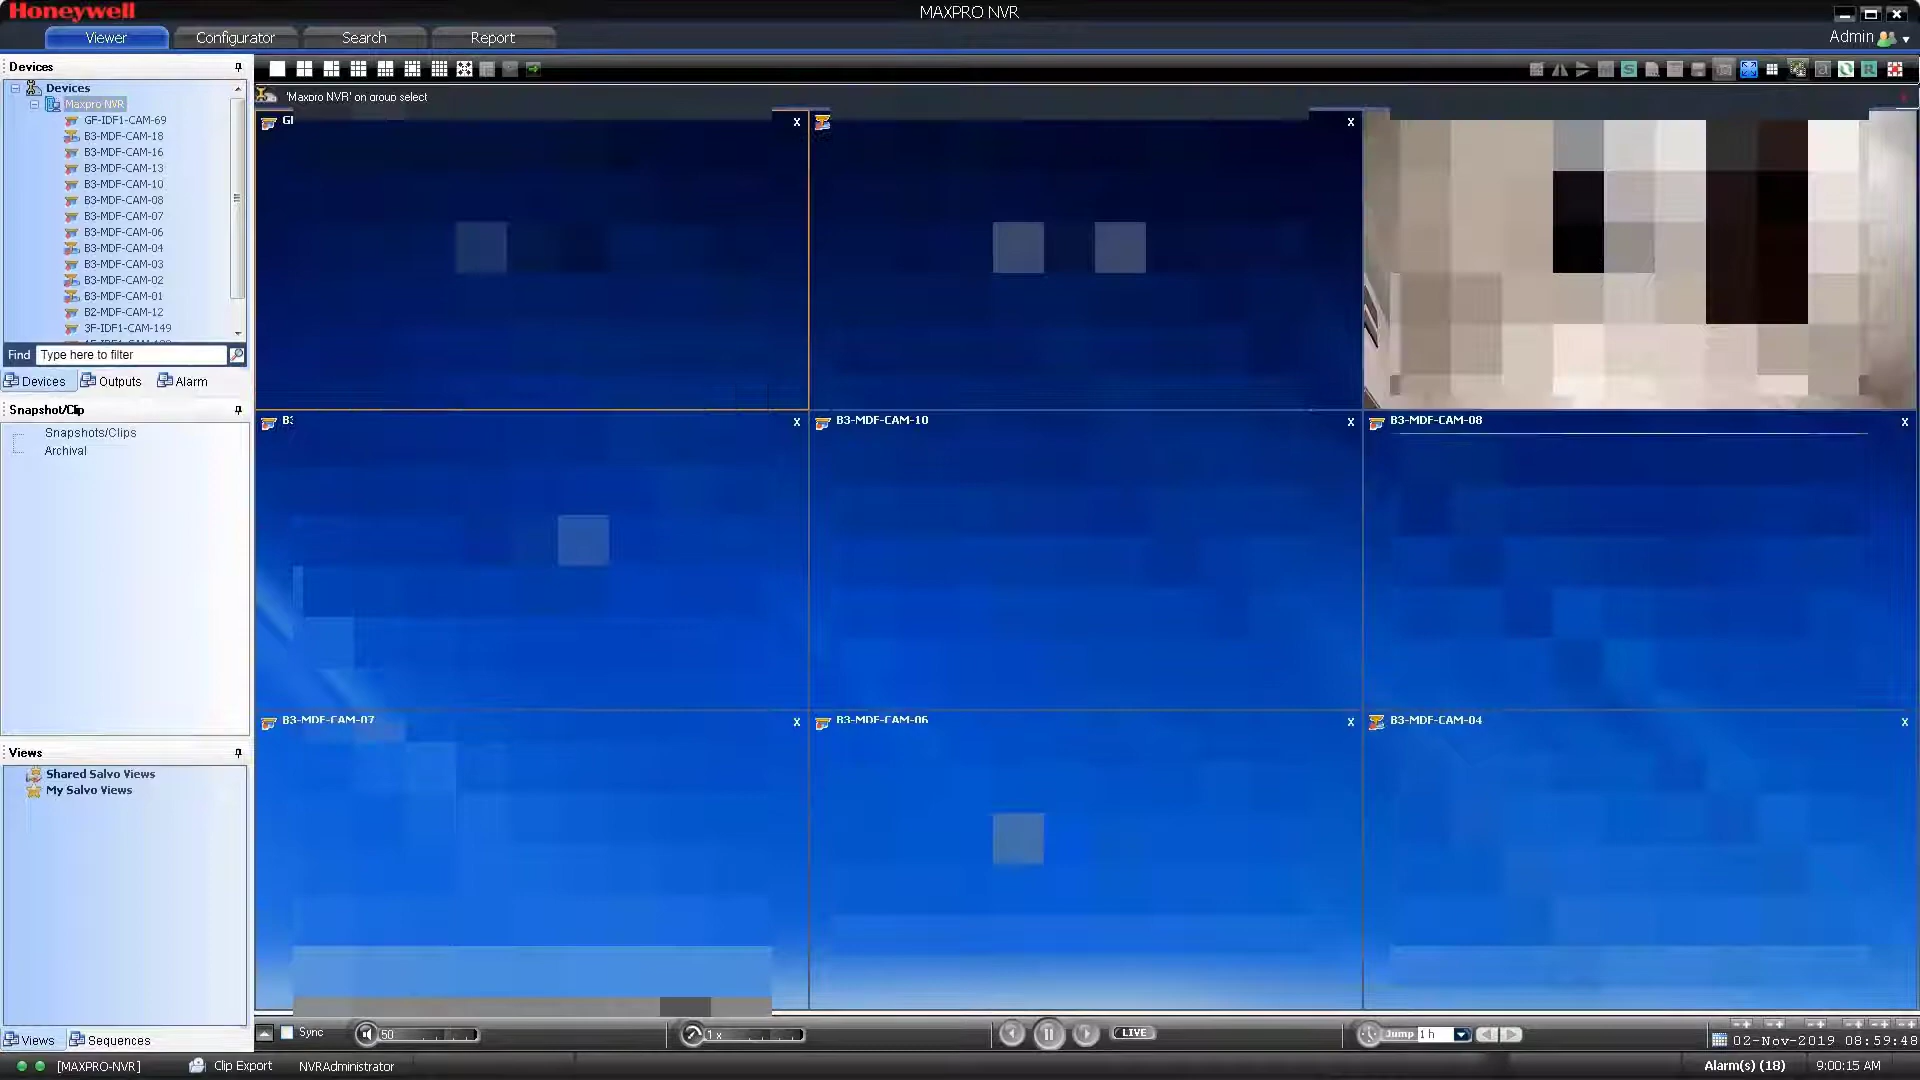 Honeywell
MAXPRO NVR
Viewer
Configurator
Search
Report
Admin
Devices
Devices
Maxpro NVR
GF-IDF1-CAM-69
B3-MDF-CAM-18
B3-MDF-CAM-16
B3-MDF-CAM-13
B3-MDF-CAM-10
B3-MDF-CAM-08
B3-MDF-CAM-07
B3-MDF-CAM-06
B3-MDF-CAM-04
B3-MDF-CAM-03
B3-MDF-CAM-02
B3-MDF-CAM-01
B2-MDF-CAM-12
3F-IDF1-CAM-149
Find Type here to filter
Devices Outputs Alarm
Snapshot/Clip
Snapshots/Clips
Archival
Views
Shared Salvo Views
My Salvo Views
Views Sequences
'Maxpro NVR' on group select
X
X
X
B3-MDF-CAM-10 X
B3-MDF-CAM-08 X
B3-MDF-CAM-07 X
B3-MDF-CAM-06 X
B3-MDF-CAM-04 X
Sync
50
1 x
LIVE
Jump 1 h
02-Nov-2019 08:59:48
[MAXPRO-NVR]
Clip Export
NVRAdministrator
Alarm(s) (18)
9:00:15 AM